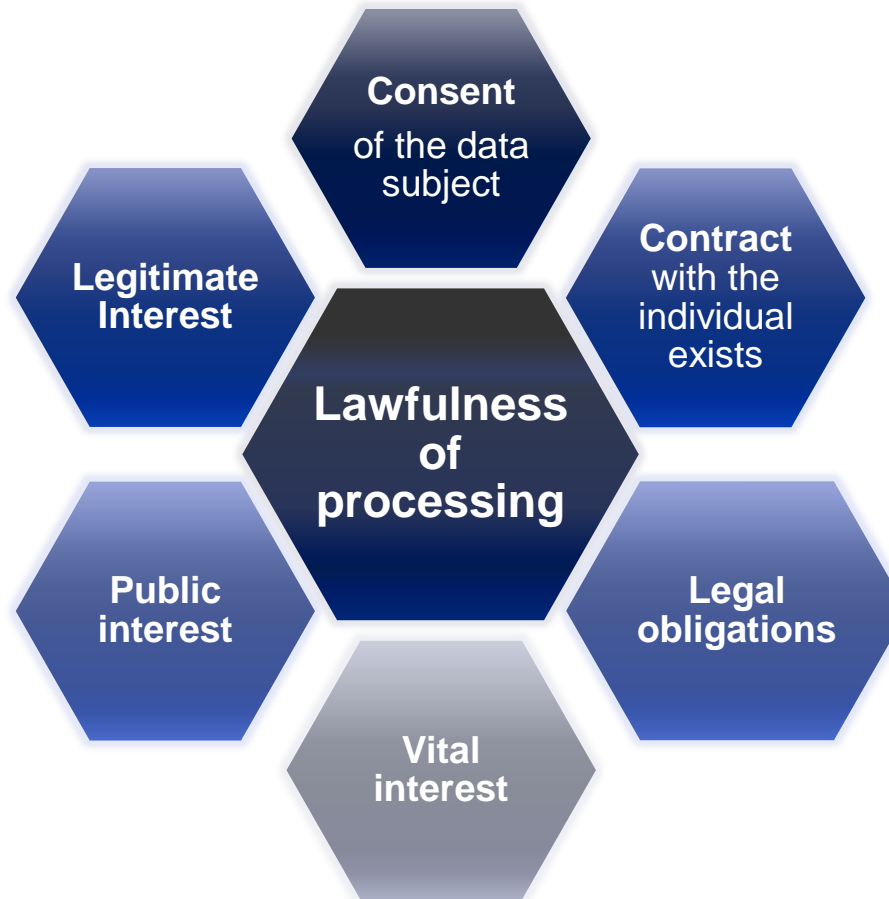 Consent
of the data
subject
Legitimate
Interest
Contract
with the
individual
exists
Lawfulness
of
processing
Public
interest
Legal
obligations
Vital
interest